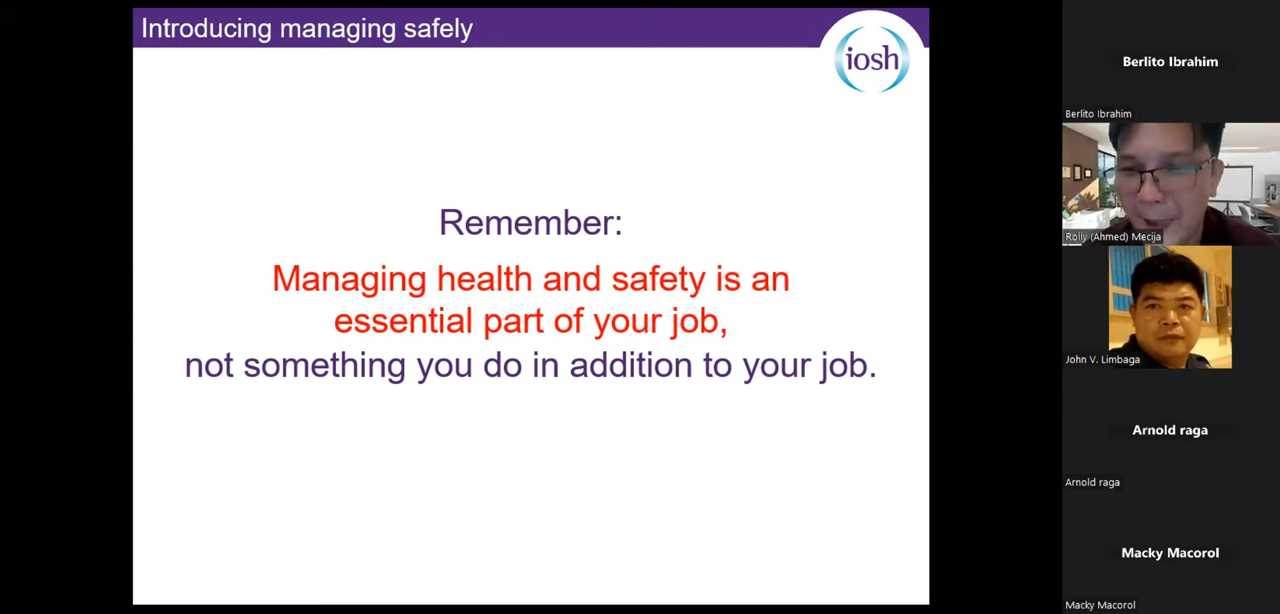 Introducing managing safely
iosh
Remember:
Managing health and safety is an
essential part of your job,
not something you do in addition to your job.
Berlito Ibrahim
Berlito Ibrahim
Rolly (Ahmed) Mecija
John V. Limbaga
Arnold raga
Arnold raga
Macky Macorol
Macky Macorol